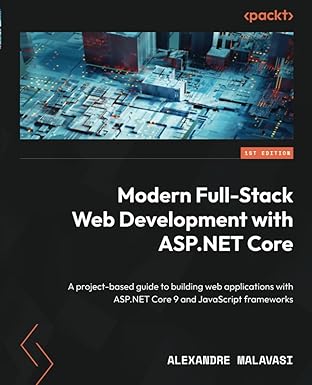 <packt>
1ST EDITION
Modern Full-Stack
Web Development with
ASP.NET Core
A project-based guide to building web applications with
ASP.NET Core 9 and JavaScript frameworks
ALEXANDRE MALAVASI